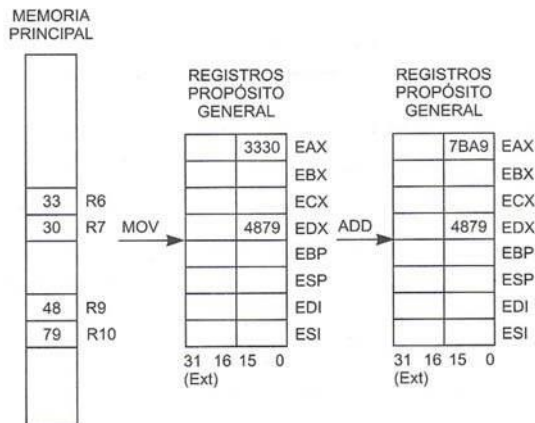 MEMORIA
PRINCIPAL
33 R6
30 R7
48 R9
79 R10
MOV
REGISTROS
PROPÓSITO
GENERAL
3330 EAX
EBX
ECX
4879 EDX
EBP
ESP
EDI
ESI
31 16 15 0
(Ext)
ADD
REGISTROS
PROPÓSITO
GENERAL
7BA9 EAX
EBX
ECX
4879 EDX
EBP
ESP
EDI
ESI
31 16 15 0
(Ext)